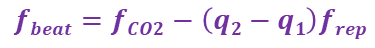 f_beat = f_CO2 − (q_2 − q_1)f_rep